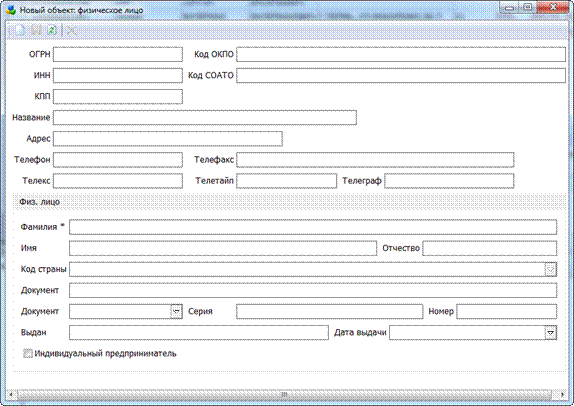 Новый объект: физическое лицо
ОГРН Код ОКПО
ИНН Код СОАТО
КПП
Название
Адрес
Телефон Телефакс
Телекс Телетайп Телеграф
Физ. лицо
Фамилия *
Имя Отчество
Код страны
Документ
Документ Серия Номер
Выдан Дата выдачи
Индивидуальный предприниматель